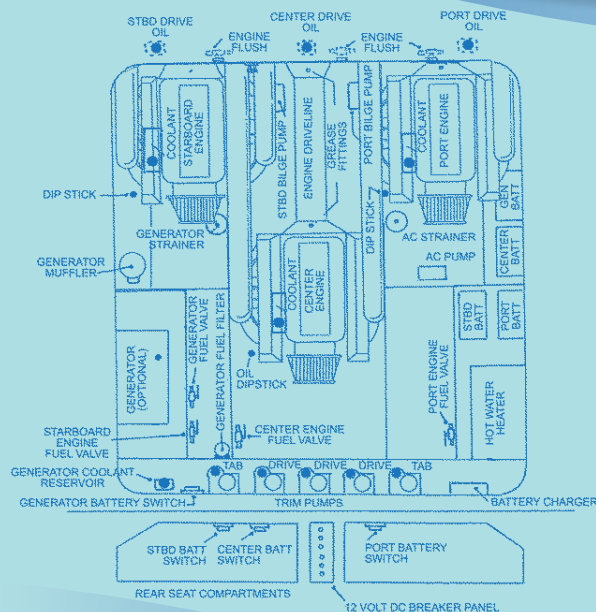 STBD DRIVE
OIL
ENGINE
FLUSH
CENTER DRIVE
OIL
ENGINE
FLUSH
PORT DRIVE
OIL
COOLANT
STARBOARD
ENGINE
STBD BILGE PUMP
ENGINE DRIVELINE
GREASE
FITTINGS
PORT BILGE PUMP
COOLANT
PORT ENGINE
DIP STICK
GENERATOR
STRAINER
DIP STICK
AC STRAINER
GEN
BATT
GENERATOR
MUFFLER
AC PUMP
CENTER
BATT
COOLANT
CENTER
ENGINE
STBD
BATT
PORT
BATT
GENERATOR
(OPTIONAL)
GENERATOR
FUEL VALVE
GENERATOR FUEL FILTER
OIL
DIPSTICK
PORT ENGINE
FUEL VALVE
HOT WATER
HEATER
STARBOARD
ENGINE
FUEL VALVE
CENTER ENGINE
FUEL VALVE
GENERATOR COOLANT
RESERVOIR
TAB
DRIVE
DRIVE
DRIVE
TAB
GENERATOR BATTERY SWITCH
TRIM PUMPS
BATTERY CHARGER
STBD BATT
SWITCH
CENTER BATT
SWITCH
PORT BATTERY
SWITCH
REAR SEAT COMPARTMENTS
12 VOLT DC BREAKER PANEL